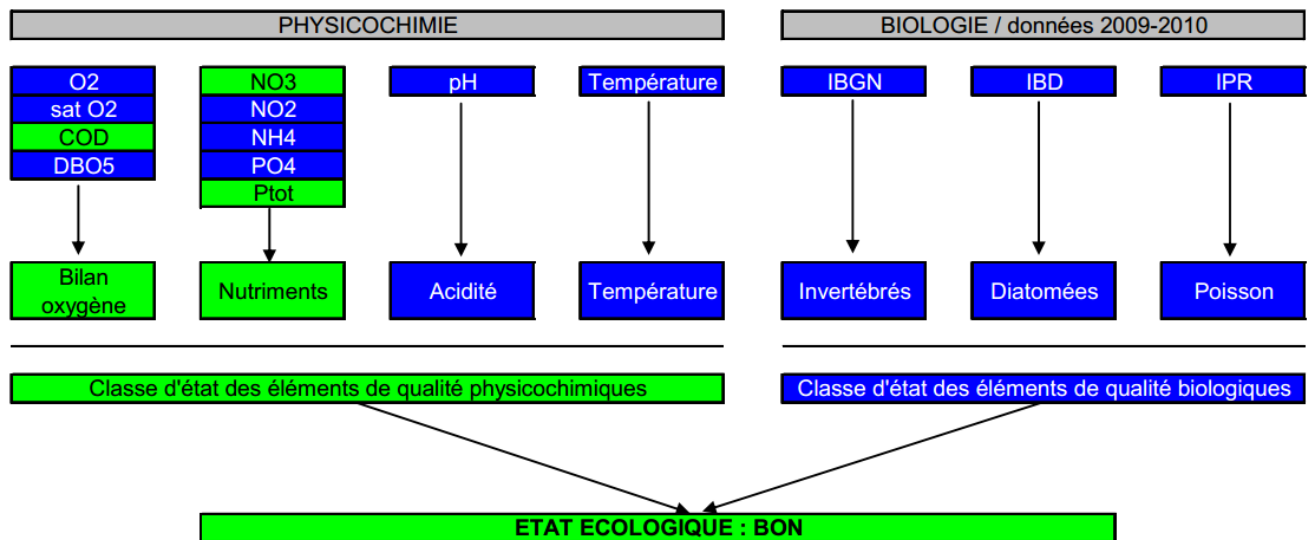 PHYSICOCHIMIE
BIOLOGIE / données 2009-2010
O2
sat O2
COD
DBO5
NO3
NO2
NH4
PO4
Ptot
pH
Température
IBGN
IBD
IPR
Bilan
oxygène
Nutriments
Acidité
Température
Invertébrés
Diatomées
Poisson
Classe d'état des éléments de qualité physicochimiques
Classe d'état des éléments de qualité biologiques
ETAT ECOLOGIQUE : BON